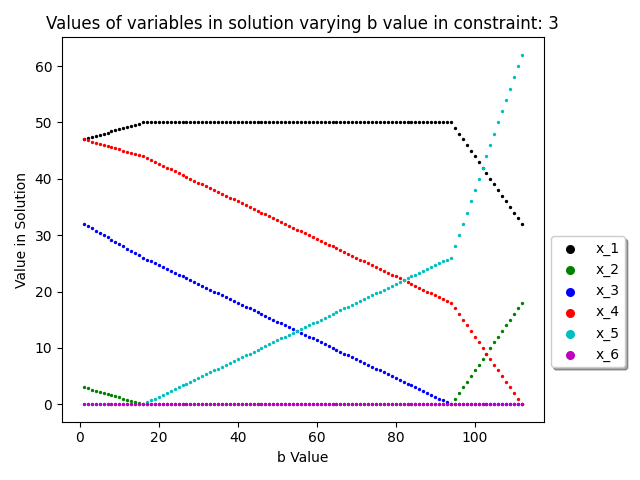 Values of variables in solution varying b value in constraint: 3
Value in Solution
60
50
40
30
20
10
0
0 20 40 60 80 100
b Value
x_1
x_2
x_3
x_4
x_5
x_6